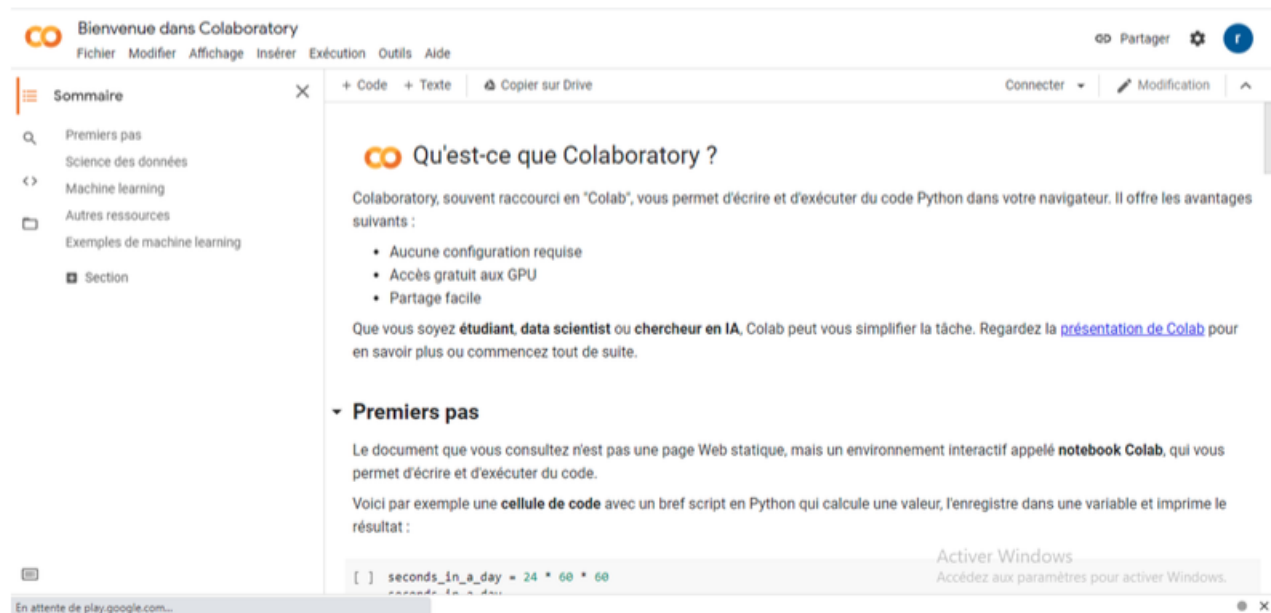 Bienvenue dans Colaboratory
Fichier Modifier Affichage Insérer Exécution Outils Aide
Partager
r
Sommaire
Premiers pas
Science des données
Machine learning
Autres ressources
Exemples de machine learning
Section
+ Code + Texte Copier sur Drive
Connecter
Modification
Qu'est-ce que Colaboratory ?
Colaboratory, souvent raccourci en "Colab", vous permet d'écrire et d'exécuter du code Python dans votre navigateur. Il offre les avantages
suivants :
• Aucune configuration requise
• Accès gratuit aux GPU
• Partage facile
Que vous soyez étudiant, data scientist ou chercheur en IA, Colab peut vous simplifier la tâche. Regardez la présentation de Colab pour
en savoir plus ou commencez tout de suite.
Premiers pas
Le document que vous consultez n'est pas une page Web statique, mais un environnement interactif appelé notebook Colab, qui vous
permet d'écrire et d'exécuter du code.
Voici par exemple une cellule de code avec un bref script en Python qui calcule une valeur, l'enregistre dans une variable et imprime le
résultat :
[ ] seconds_in_a_day = 24 * 60 * 60
seconds_in_a_day
Activer Windows
Accédez aux paramètres pour activer Windows.
En attente de play.google.com...